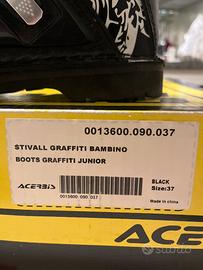 0013600.090.037
STIVALL GRAFFITI BAMBINO
BOOTS GRAFFITI JUNIOR
ACERBIS
0013600.090.037
BLACK
Size:37
Made in china
ACE